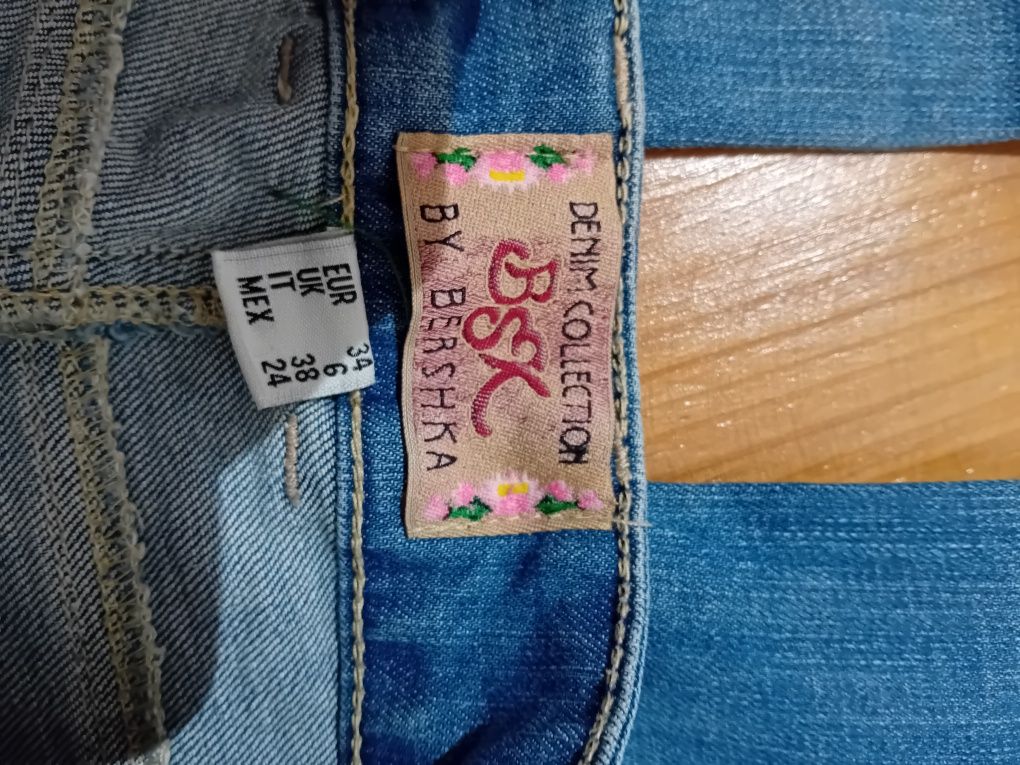 DENIM COLLECTION
BSK
BY BERSHKA
EUR 34
UK 6
IT 38
MEX 24